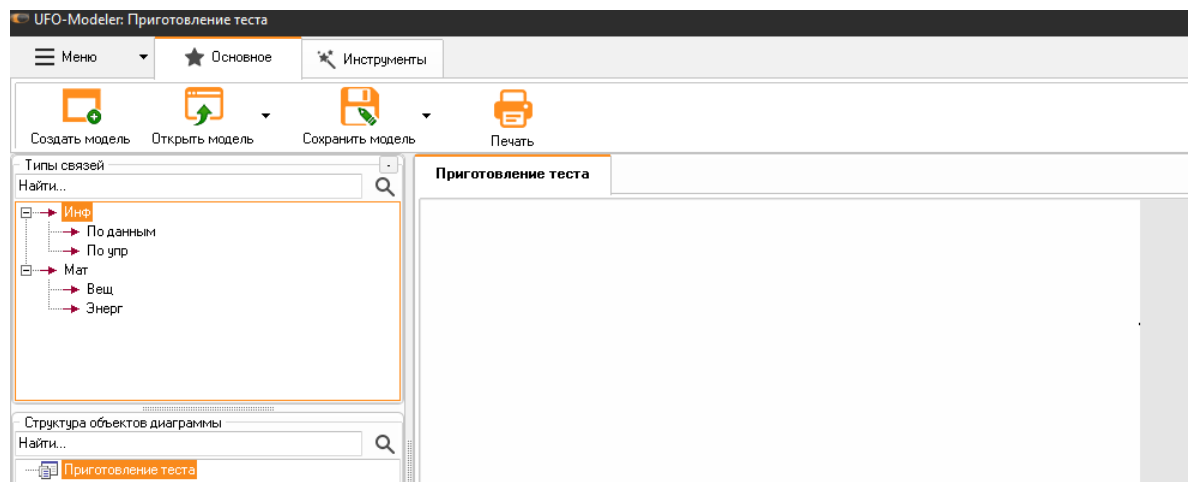 UFO-Modeler: Приготовление теста
Меню
Основное
Инструменты
Создать модель
Открыть модель
Сохранить модель
Печать
Типы связей
Найти...
Инф
По данным
По упр
Мат
Вещ
Энерг
Структура объектов диаграммы
Найти...
Приготовление теста
Приготовление теста